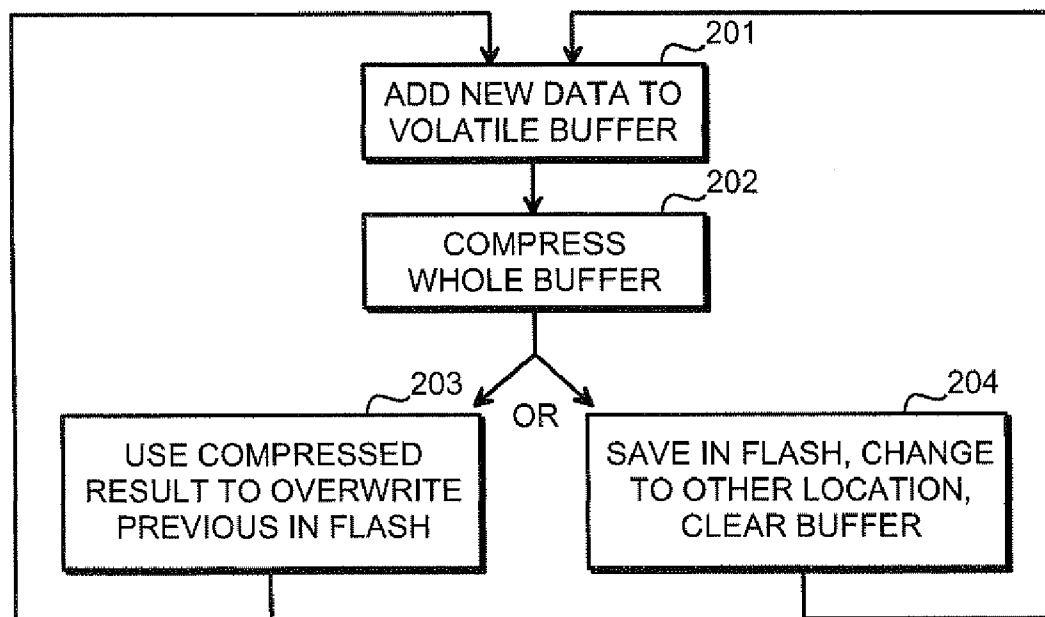 201
ADD NEW DATA TO
VOLATILE BUFFER
202
COMPRESS
WHOLE BUFFER
203
OR
204
USE COMPRESSED
RESULT TO OVERWRITE
PREVIOUS IN FLASH
SAVE IN FLASH, CHANGE
TO OTHER LOCATION,
CLEAR BUFFER